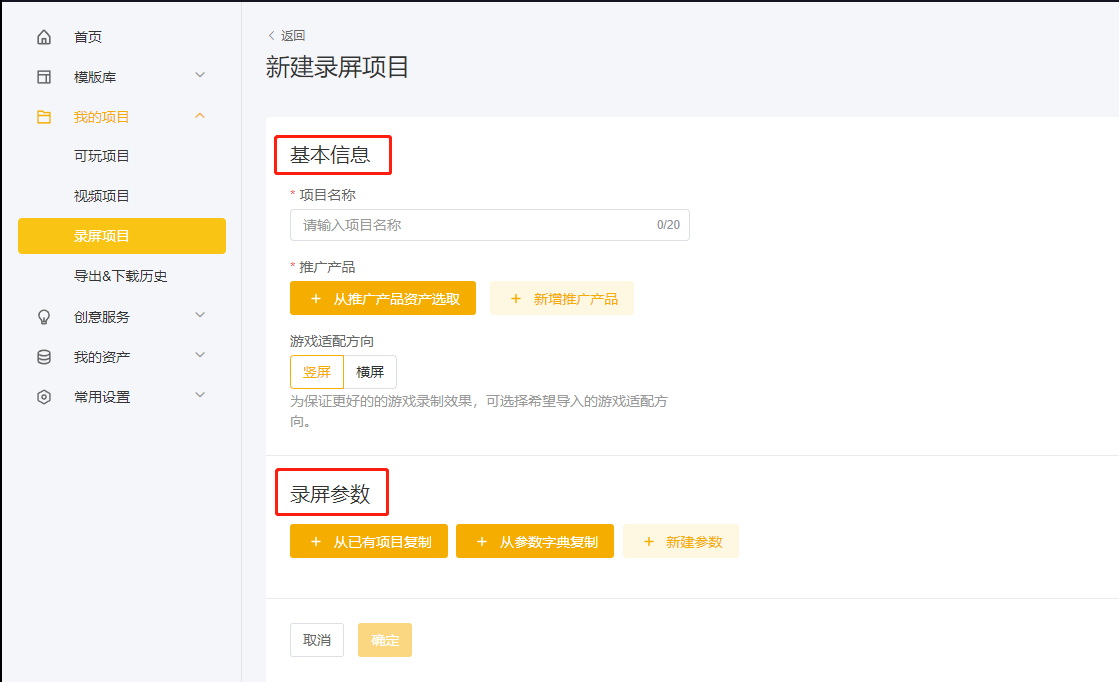 首页
模版库
我的项目
可玩项目
视频项目
录屏项目
导出&下载历史
创意服务
我的资产
常用设置
返回
新建录屏项目
基本信息
* 项目名称
请输入项目名称 0/20
* 推广产品
+ 从推广产品资产选取 + 新增推广产品
游戏适配方向
竖屏 横屏
为保证更好的的游戏录制效果，可选择希望导入的游戏适配方
向。
录屏参数
+ 从已有项目复制 + 从参数字典复制 + 新建参数
取消 确定